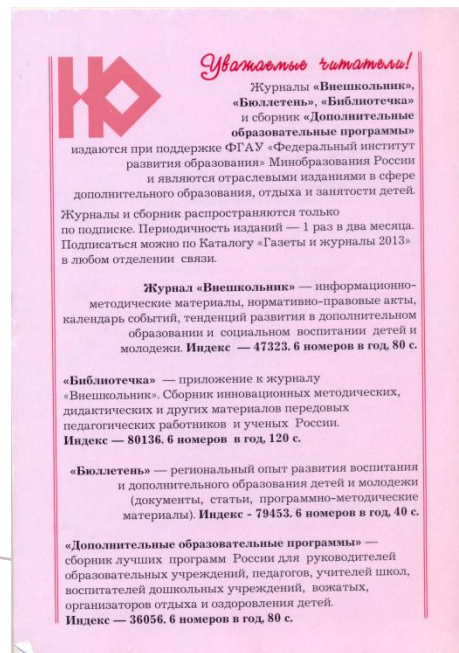 Уважаемые читатели!
Журналы «Внешкольник»,
«Бюллетень», «Библиотечка»
и сборник «Дополнительные
образовательные программы»
издаются при поддержке ФГАУ «Федеральный институт
развития образования» Минобразования России
и являются отраслевыми изданиями в сфере
дополнительного образования, отдыха и занятости детей.
Журналы и сборник распространяются только
по подписке. Периодичность изданий — 1 раз в два месяца.
Подписаться можно по Каталогу «Газеты и журналы 2013»
в любом отделении связи.
Журнал «Внешкольник» — информационно-
методические материалы, нормативно-правовые акты,
календарь событий, тенденций развития в дополнительном
образовании и социальном воспитании детей и
молодежи. Индекс — 47323. 6 номеров в год, 80 с.
«Библиотечка» — приложение к журналу
«Внешкольник». Сборник инновационных методических,
дидактических и других материалов передовых
педагогических работников и ученых России.
Индекс — 80136. 6 номеров в год, 120 с.
«Бюллетень» — региональный опыт развития воспитания
и дополнительного образования детей и молодежи
(документы, статьи, программно-методические
материалы). Индекс - 79453. 6 номеров в год, 40 с.
«Дополнительные образовательные программы» —
сборник лучших программ России для руководителей
образовательных учреждений, педагогов, учителей школ,
воспитателей дошкольных учреждений, вожатых,
организаторов отдыха и оздоровления детей.
Индекс — 36056. 6 номеров в год, 80 с.